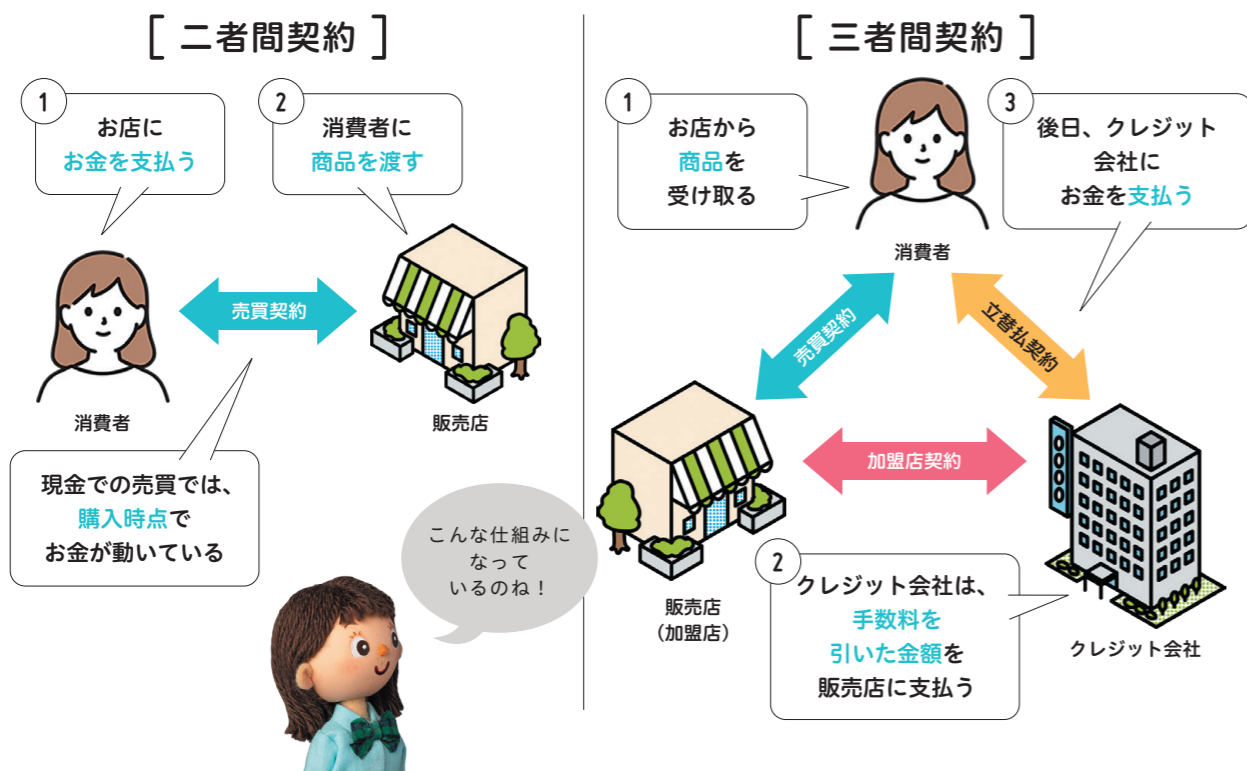 [ 二者間契約 ]
1
お店に
お金を支払う
2
消費者に
商品を渡す
売買契約
消費者
販売店
現金での売買では、
購入時点で
お金が動いている
こんな仕組みに
なって
いるのね！
[ 三者間契約 ]
1
お店から
商品を
受け取る
3
後日、クレジット
会社に
お金を支払う
消費者
売買契約
立替払契約
加盟店契約
販売店
（加盟店）
2
クレジット会社は、
手数料を
引いた金額を
販売店に支払う
クレジット会社